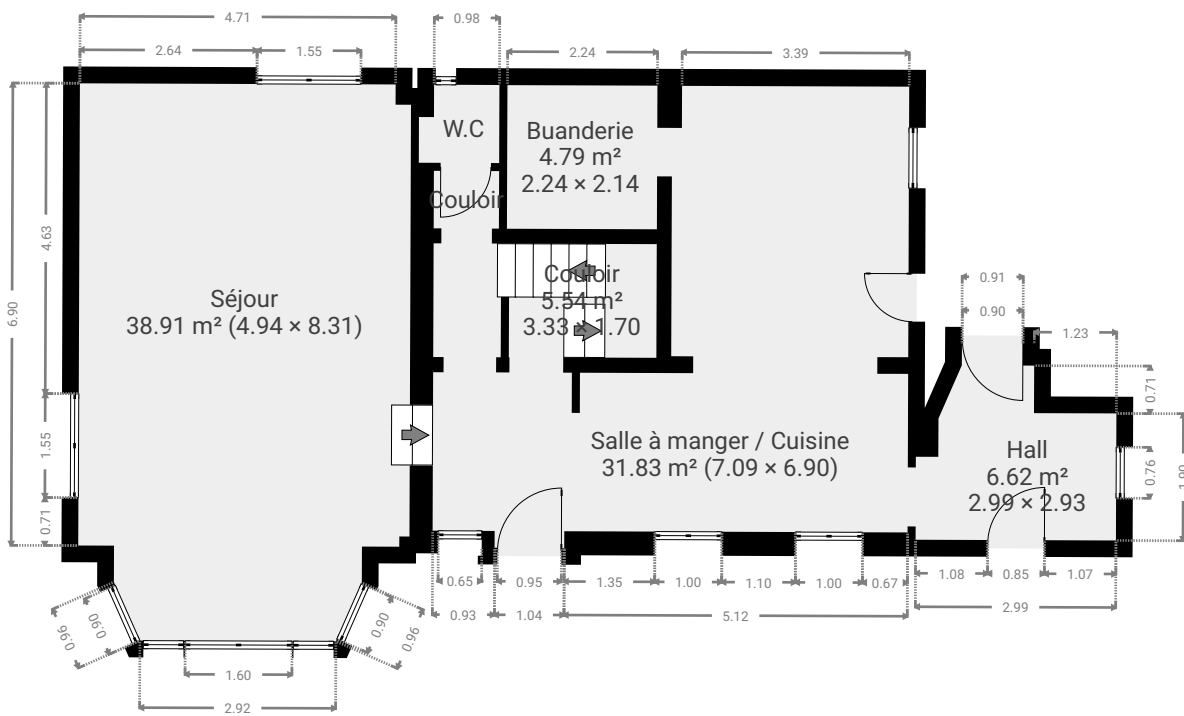 4.71
0.98
2.64
1.55
2.24
3.39
W.C
Buanderie
4.79 m²
2.24 × 2.14
Couloir
4.63
6.90
Séjour
38.91 m² (4.94 × 8.31)
Couloir
5.54 m²
3.33 × 1.70
0.91
0.90
1.23
0.71
Salle à manger / Cuisine
31.83 m² (7.09 × 6.90)
Hall
6.62 m²
2.99 × 2.93
1.55
0.76
1.90
0.71
0.65
0.95
1.35
1.00
1.10
1.00
0.67
1.08
0.85
1.07
0.93
1.04
5.12
2.99
0.90
0.96
0.90
0.96
1.60
2.92